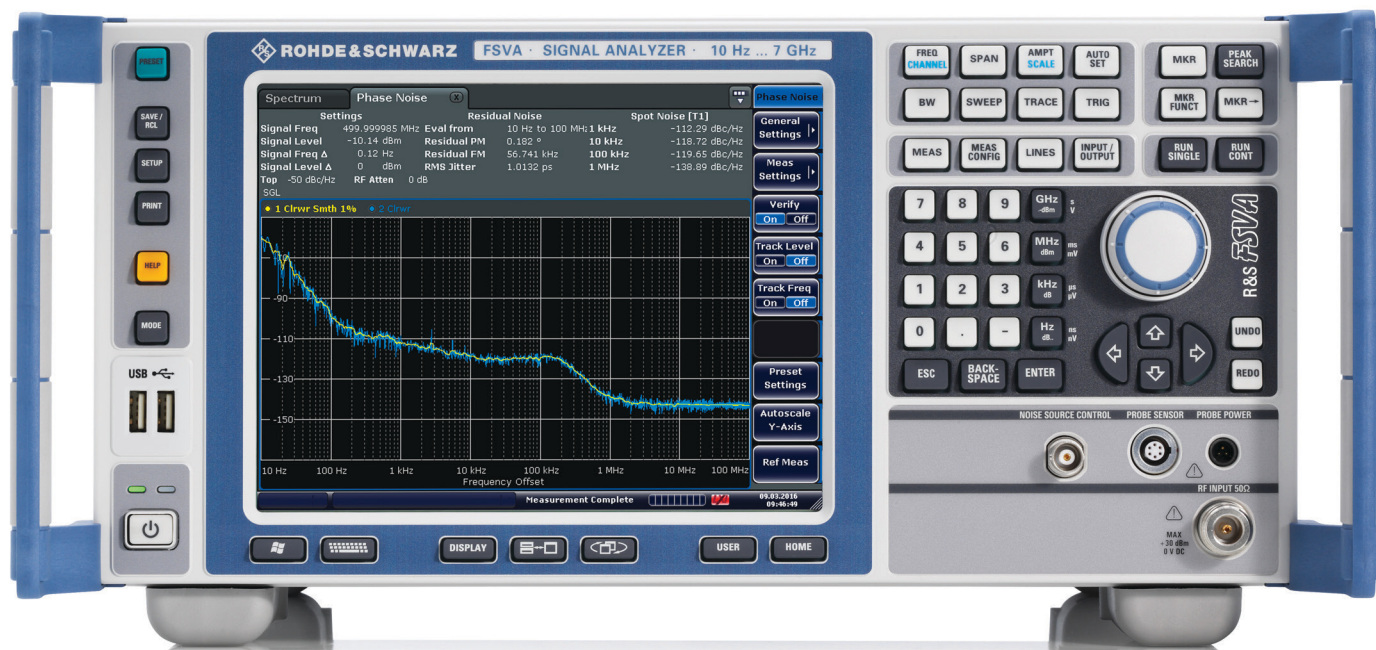 ROHDE&SCHWARZ FSVA · SIGNAL ANALYZER · 10 Hz ... 7 GHz
PRESET
SAVE /
RCL
SETUP
PRINT
HELP
MODE
USB
Spectrum Phase Noise Phase Noise
Settings Residual Noise Spot Noise [T1]
Signal Freq 499.999985 MHz Eval from 10 Hz to 100 MH: 1 kHz -112.29 dBc/Hz
Signal Level -10.14 dBm Residual PM 0.182 ° 10 kHz -118.72 dBc/Hz
Signal Freq Δ 0.12 Hz Residual FM 56.741 kHz 100 kHz -119.65 dBc/Hz
Signal Level Δ 0 dBm RMS Jitter 1.0132 ps 1 MHz -138.89 dBc/Hz
Top -50 dBc/Hz RF Atten 0 dB
SGL
1 Clrwr Smth 1% 2 Clrwr
-90
-110
-130
-150
10 Hz 100 Hz 1 kHz 10 kHz 100 kHz 1 MHz 10 MHz 100 MHz
Frequency Offset
Measurement Complete 09.03.2016
09:46:49
General
Settings
Meas
Settings
Verify
On Off
Track Level
On Off
Track Freq
On Off
Preset
Settings
Autoscale
Y-Axis
Ref Meas
DISPLAY USER HOME
FREQ
CHANNEL
SPAN
AMPT
SCALE
AUTO
SET
MKR
PEAK
SEARCH
BW SWEEP TRACE TRIG
MKR
FUNCT
MKR→
MEAS
MEAS
CONFIG
LINES
INPUT /
OUTPUT
RUN
SINGLE
RUN
CONT
7 8 9 GHz
-dBm
s
V
4 5 6 MHz
dBm
ms
mV
1 2 3 kHz
dB
µs
µV
0 . - Hz
dB..
ns
nV
ESC
BACK-
SPACE
ENTER
R&S FSVA
UNDO
REDO
NOISE SOURCE CONTROL PROBE SENSOR PROBE POWER
RF INPUT 50Ω
MAX
+30 dBm
0 V DC